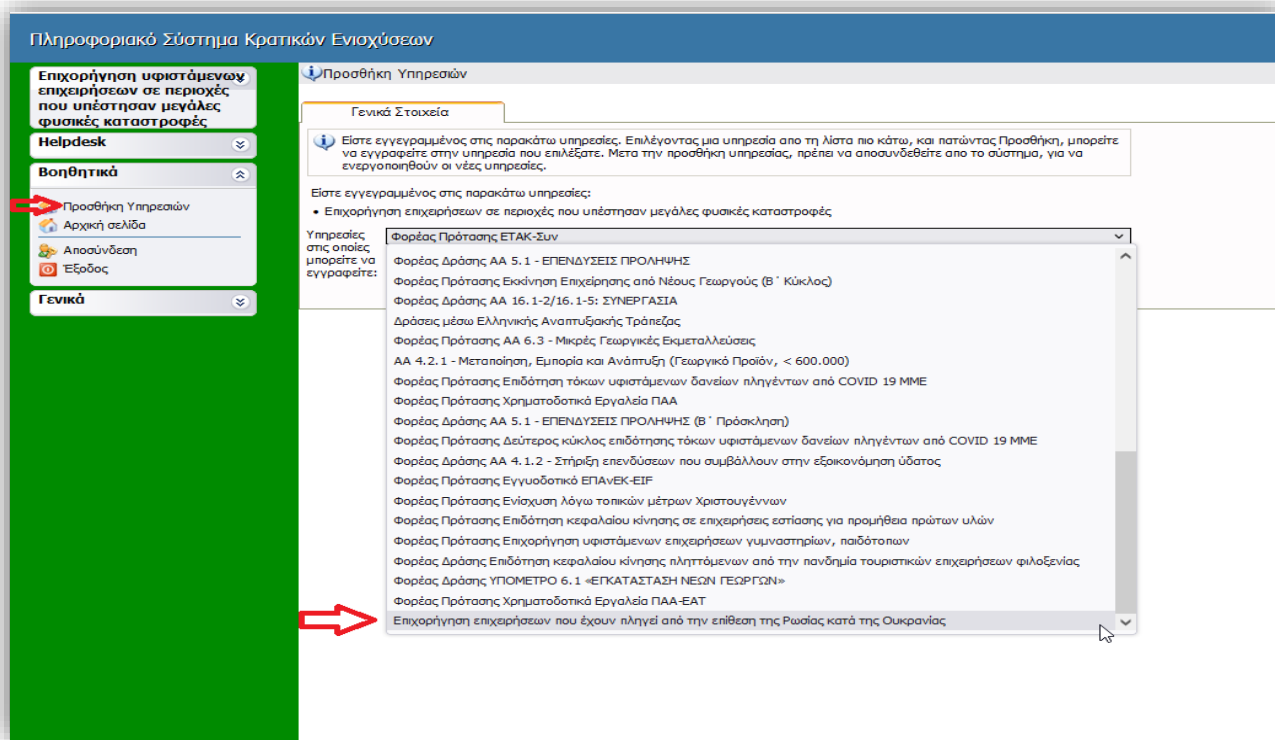 Πληροφοριακό Σύστημα Κρατικών Ενισχύσεων
Επιχορήγηση υφιστάμενων
επιχειρήσεων σε περιοχές
που υπέστησαν μεγάλες
φυσικές καταστροφές
Helpdesk
Βοηθητικά
Προσθήκη Υπηρεσιών
Αρχική σελίδα
Αποσύνδεση
Έξοδος
Γενικά
Προσθήκη Υπηρεσιών
Γενικά Στοιχεία
Είστε εγγεγραμμένος στις παρακάτω υπηρεσίες. Επιλέγοντας μια υπηρεσία απο τη λίστα πιο κάτω, και πατώντας Προσθήκη, μπορείτε
να εγγραφείτε στην υπηρεσία που επιλέξατε. Μετα την προσθήκη υπηρεσίας, πρέπει να αποσυνδεθείτε απο το σύστημα, για να
ενεργοποιηθούν οι νέες υπηρεσίες.
Είστε εγγεγραμμένος στις παρακάτω υπηρεσίες:
• Επιχορήγηση επιχειρήσεων σε περιοχές που υπέστησαν μεγάλες φυσικές καταστροφές
Υπηρεσίες
στις οποίες
μπορείτε να
εγγραφείτε:
Φορέας Πρότασης ΕΤΑΚ-Συν
Φορέας Δράσης ΑΑ 5.1 - ΕΠΕΝΔΥΣΕΙΣ ΠΡΟΛΗΨΗΣ
Φορέας Πρότασης Εκκίνηση Επιχείρησης από Νέους Γεωργούς (Β΄ Κύκλος)
Φορέας Δράσης ΑΑ 16.1-2/16.1-5: ΣΥΝΕΡΓΑΣΙΑ
Δράσεις μέσω Ελληνικής Αναπτυξιακής Τράπεζας
Φορέας Πρότασης ΑΑ 6.3 - Μικρές Γεωργικές Εκμεταλλεύσεις
ΑΑ 4.2.1 - Μεταποίηση, Εμπορία και Ανάπτυξη (Γεωργικό Προϊόν, < 600.000)
Φορέας Πρότασης Επιδότηση τόκων υφιστάμενων δανείων πληγέντων από COVID 19 ΜΜΕ
Φορέας Πρότασης Χρηματοδοτικά Εργαλεία ΠΑΑ
Φορέας Δράσης ΑΑ 5.1 - ΕΠΕΝΔΥΣΕΙΣ ΠΡΟΛΗΨΗΣ (Β΄ Πρόσκληση)
Φορέας Πρότασης Δεύτερος κύκλος επιδότησης τόκων υφιστάμενων δανείων πληγέντων από COVID 19 ΜΜΕ
Φορέας Δράσης ΑΑ 4.1.2 - Στήριξη επενδύσεων που συμβάλλουν στην εξοικονόμηση ύδατος
Φορέας Πρότασης Εγγυοδοτικό ΕΠΑνΕΚ-EIF
Φορέας Πρότασης Ενίσχυση λόγω τοπικών μέτρων Χριστουγέννων
Φορέας Πρότασης Επιδότηση κεφαλαίου κίνησης σε επιχειρήσεις εστίασης για προμήθεια πρώτων υλών
Φορέας Πρότασης Επιχορήγηση υφιστάμενων επιχειρήσεων γυμναστηρίων, παιδότοπων
Φορέας Δράσης Επιδότηση κεφαλαίου κίνησης πληττόμενων από την πανδημία τουριστικών επιχειρήσεων φιλοξενίας
Φορέας Δράσης ΥΠΟΜΕΤΡΟ 6.1 «ΕΓΚΑΤΑΣΤΑΣΗ ΝΕΩΝ ΓΕΩΡΓΩΝ»
Φορέας Πρότασης Χρηματοδοτικά Εργαλεία ΠΑΑ-ΕΑΤ
Επιχορήγηση επιχειρήσεων που έχουν πληγεί από την επίθεση της Ρωσίας κατά της Ουκρανίας